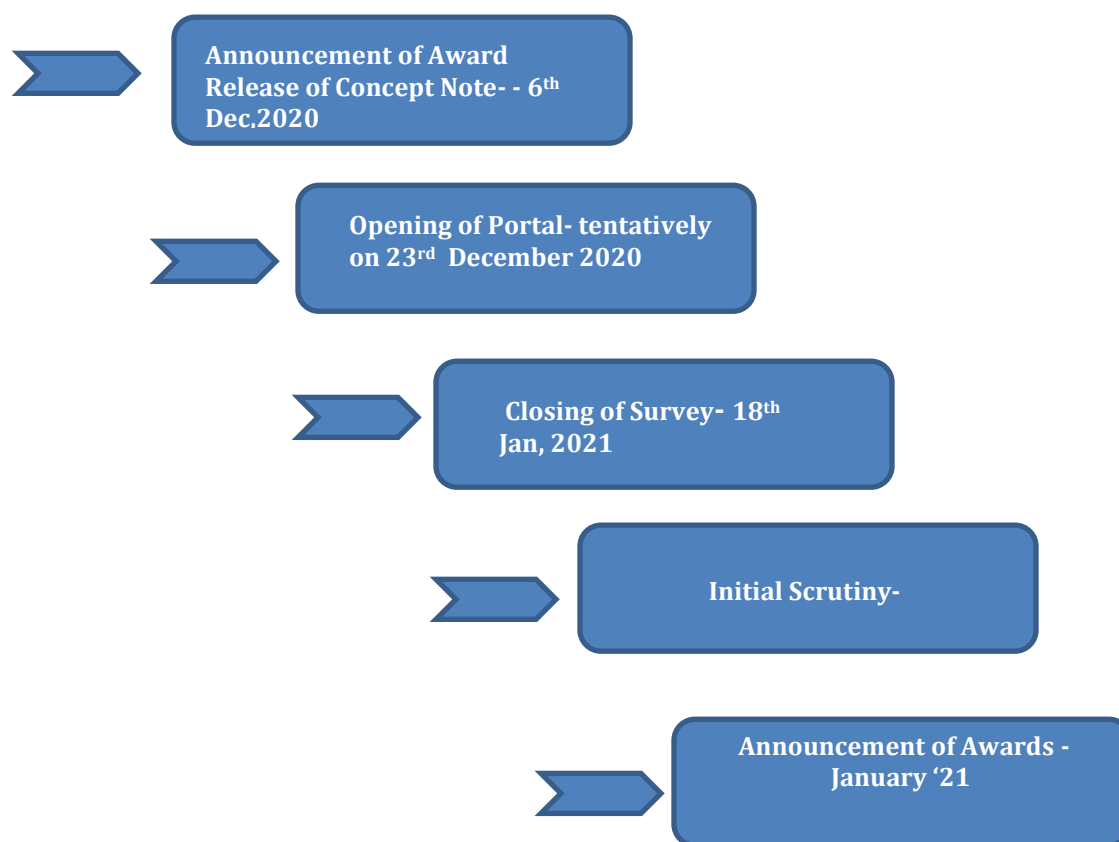 Announcement of Award
Release of Concept Note- - 6th
Dec.2020
Opening of Portal- tentatively
on 23rd December 2020
Closing of Survey- 18th
Jan, 2021
Initial Scrutiny-
Announcement of Awards -
January ‘21